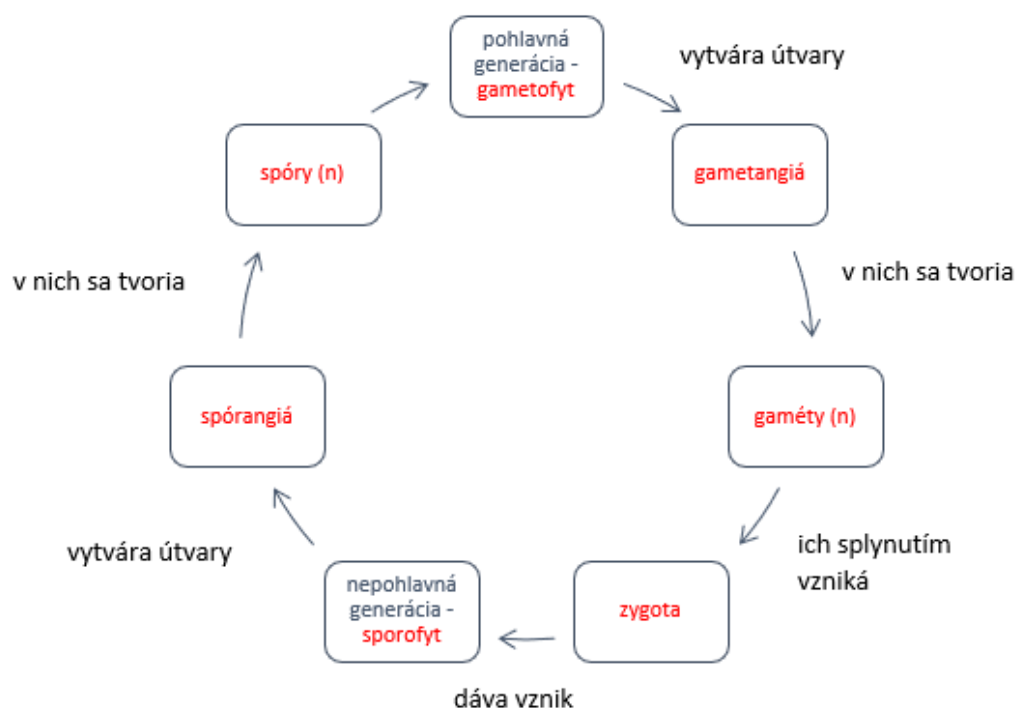 pohlavná
generácia -
gametofyt
vytvára útvary
gametangiá
v nich sa tvoria
gaméty (n)
ich splynutím
vzniká
zygota
dáva vznik
nepohlavná
generácia -
sporofyt
vytvára útvary
spórangiá
v nich sa tvoria
spóry (n)